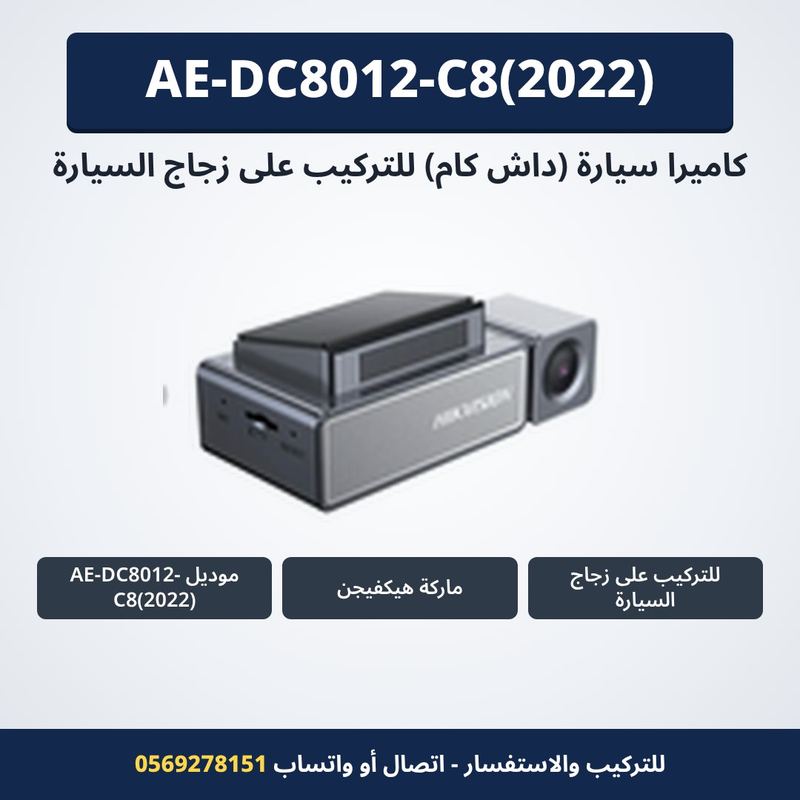 AE-DC8012-C8(2022)
كاميرا سيارة (داش كام) للتركيب على زجاج السيارة
HIKVISION
للتركيب على زجاج
السيارة
ماركة هيكفيجن
موديل AE-DC8012-
C8(2022)
للتركيب والاستفسار - اتصال أو واتساب 0569278151